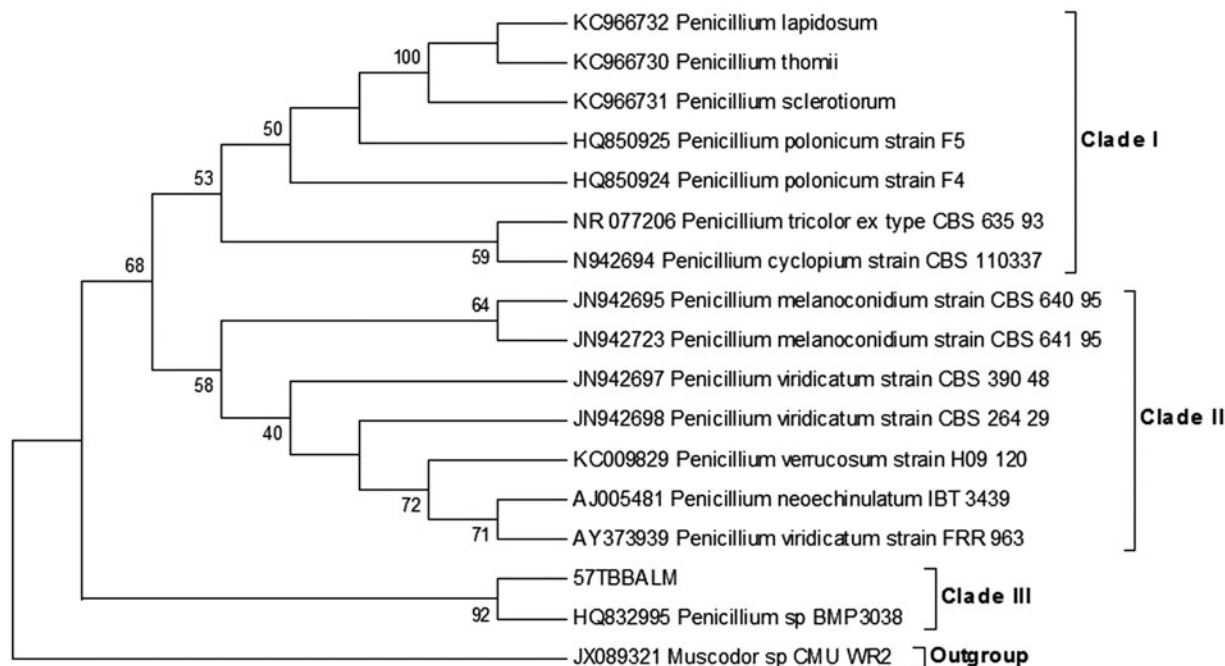 KC966732 Penicillium lapidosum
KC966730 Penicillium thomii
100
KC966731 Penicillium sclerotiorum
50
HQ850925 Penicillium polonicum strain F5
Clade I
53
HQ850924 Penicillium polonicum strain F4
NR 077206 Penicillium tricolor ex type CBS 635 93
59
N942694 Penicillium cyclopium strain CBS 110337
68
64
JN942695 Penicillium melanoconidium strain CBS 640 95
JN942723 Penicillium melanoconidium strain CBS 641 95
58
JN942697 Penicillium viridicatum strain CBS 390 48
40
JN942698 Penicillium viridicatum strain CBS 264 29
Clade II
KC009829 Penicillium verrucosum strain H09 120
72
AJ005481 Penicillium neoechinulatum IBT 3439
71
AY373939 Penicillium viridicatum strain FRR 963
57TBBALM
Clade III
92
HQ832995 Penicillium sp BMP3038
JX089321 Muscodor sp CMU WR2
Outgroup